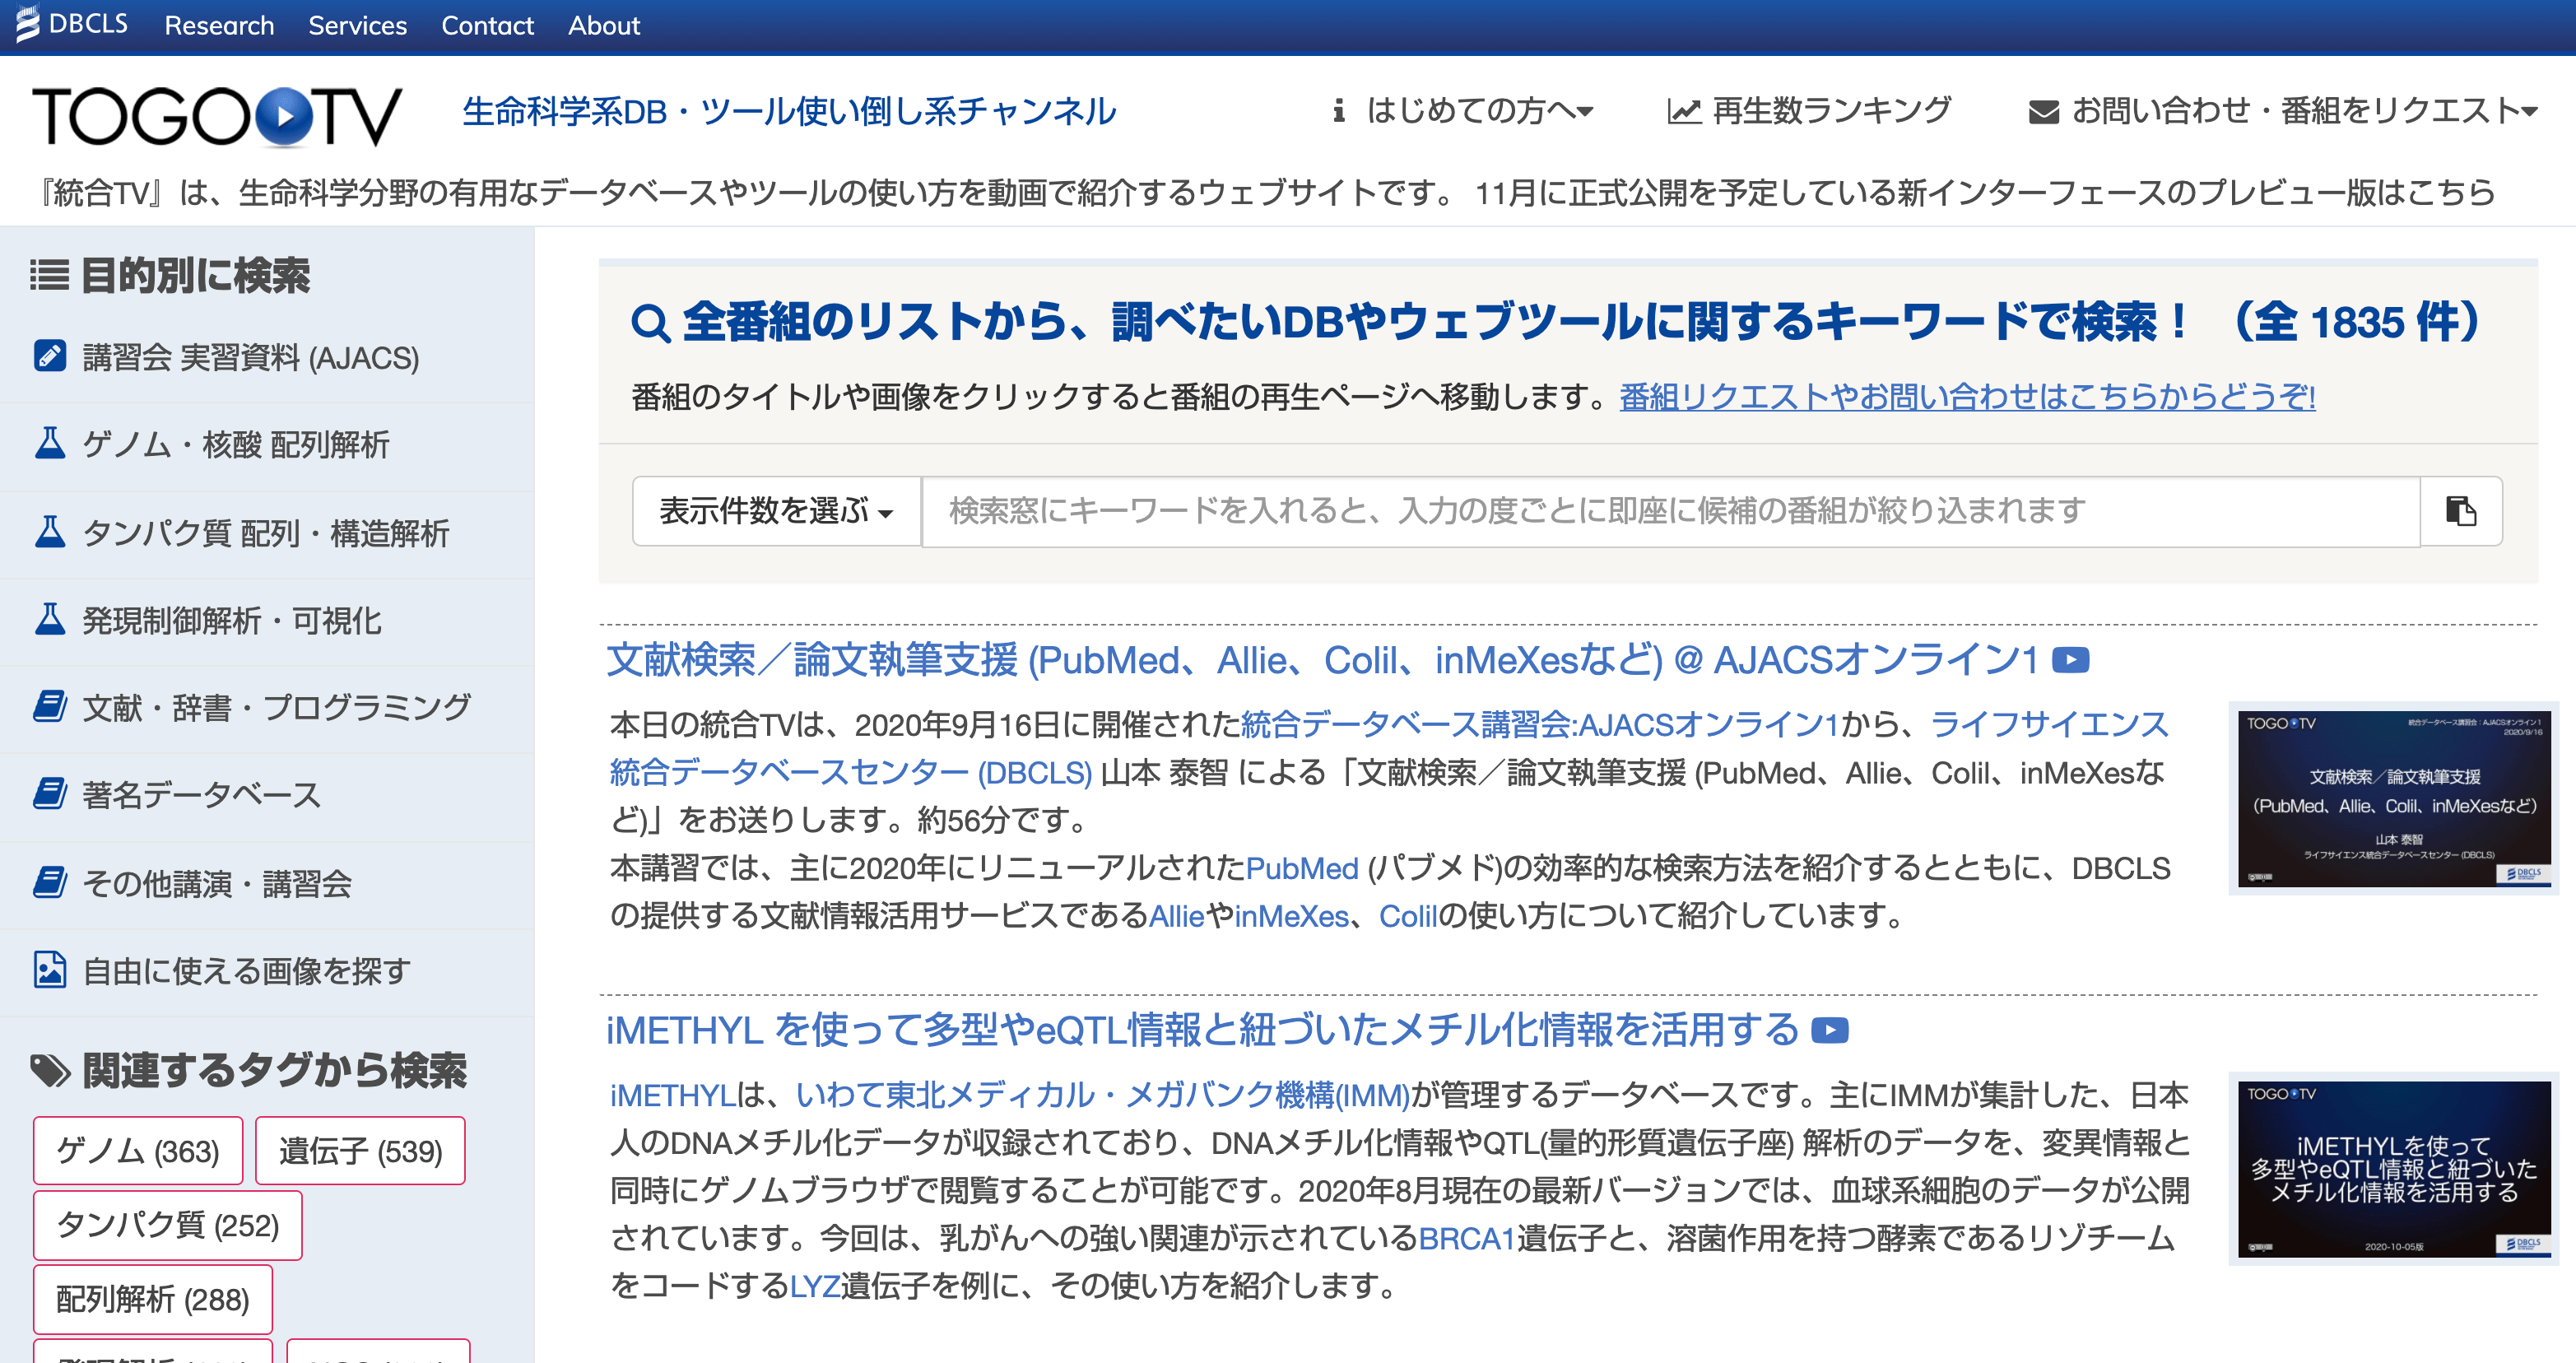 DBCLS Research Services Contact About
TOGO TV 生命科学系DB・ツール使い倒し系チャンネル はじめての方へ 再生数ランキング お問い合わせ・番組をリクエスト
『統合TV』は、生命科学分野の有用なデータベースやツールの使い方を動画で紹介するウェブサイトです。 11月に正式公開を予定している新インターフェースのプレビュー版はこちら
目的別に検索
講習会 実習資料 (AJACS)
ゲノム・核酸 配列解析
タンパク質 配列・構造解析
発現制御解析・可視化
文献・辞書・プログラミング
著名データベース
その他講演・講習会
自由に使える画像を探す
関連するタグから検索
ゲノム (363) 遺伝子 (539)
タンパク質 (252)
配列解析 (288)
全番組のリストから、調べたいDBやウェブツールに関するキーワードで検索！ （全 1835 件）
番組のタイトルや画像をクリックすると番組の再生ページへ移動します。番組リクエストやお問い合わせはこちらからどうぞ!
表示件数を選ぶ 検索窓にキーワードを入れると、入力の度ごとに即座に候補の番組が絞り込まれます
文献検索／論文執筆支援 (PubMed、Allie、Colil、inMeXesなど) @ AJACSオンライン1
本日の統合TVは、2020年9月16日に開催された統合データベース講習会:AJACSオンライン1から、ライフサイエンス
統合データベースセンター (DBCLS) 山本 泰智 による「文献検索／論文執筆支援 (PubMed、Allie、Colil、inMeXesな
ど)」をお送りします。約56分です。
本講習では、主に2020年にリニューアルされたPubMed (パブメド)の効率的な検索方法を紹介するとともに、DBCLS
の提供する文献情報活用サービスであるAllieやinMeXes、Colilの使い方について紹介しています。
TOGO TV 統合データベース講習会：AJACSオンライン1
2020/9/16
文献検索／論文執筆支援
(PubMed、Allie、Colil、inMeXesなど)
山本 泰智
ライフサイエンス統合データベースセンター (DBCLS)
DBCLS
iMETHYL を使って多型やeQTL情報と紐づいたメチル化情報を活用する
iMETHYLは、いわて東北メディカル・メガバンク機構(IMM)が管理するデータベースです。主にIMMが集計した、日本
人のDNAメチル化データが収録されており、DNAメチル化情報やQTL(量的形質遺伝子座) 解析のデータを、変異情報と
同時にゲノムブラウザで閲覧することが可能です。2020年8月現在の最新バージョンでは、血球系細胞のデータが公開
されています。今回は、乳がんへの強い関連が示されているBRCA1遺伝子と、溶菌作用を持つ酵素であるリゾチーム
をコードするLYZ遺伝子を例に、その使い方を紹介します。
TOGO TV
iMETHYLを使って
多型やeQTL情報と紐づいた
メチル化情報を活用する
2020-10-05版
DBCLS